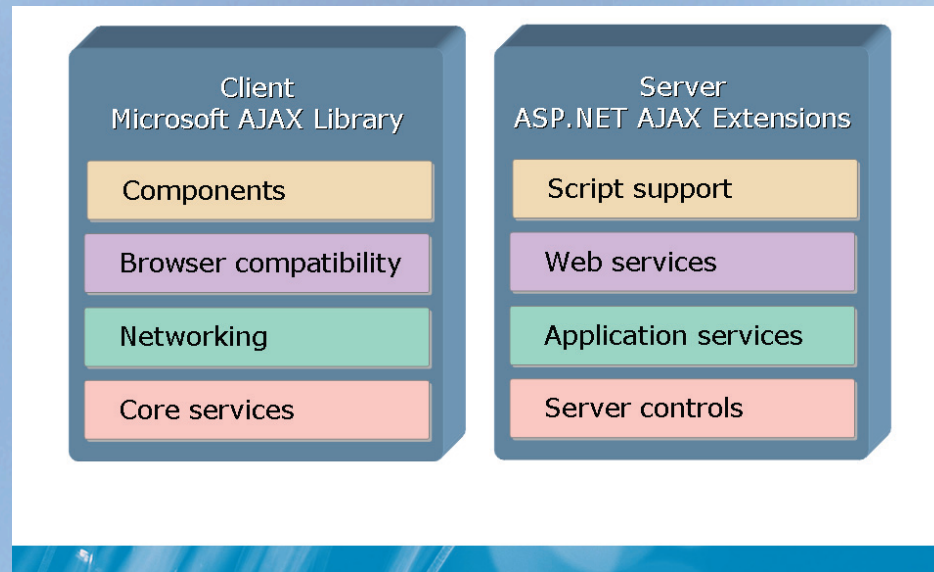 Client
Microsoft AJAX Library
Components
Browser compatibility
Networking
Core services
Server
ASP.NET AJAX Extensions
Script support
Web services
Application services
Server controls